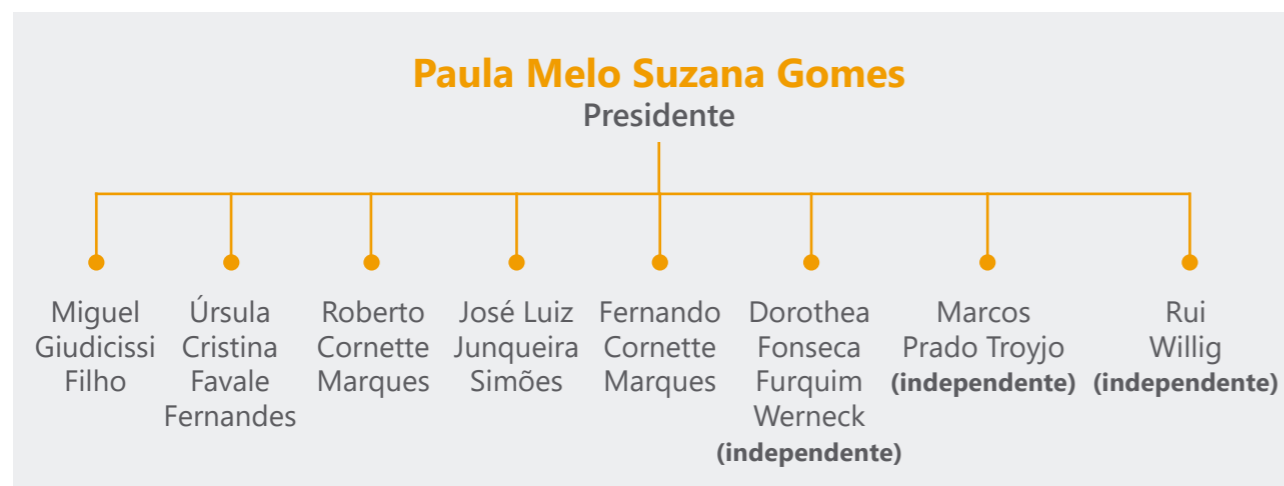 Paula Melo Suzana Gomes
Presidente
Miguel
Giudicissi
Filho
Úrsula
Cristina
Favale
Fernandes
Roberto
Cornette
Marques
José Luiz
Junqueira
Simões
Fernando
Cornette
Marques
Dorothea
Fonseca
Furquim
Werneck
(independente)
Marcos
Prado Troyjo
(independente)
Rui
Willig
(independente)